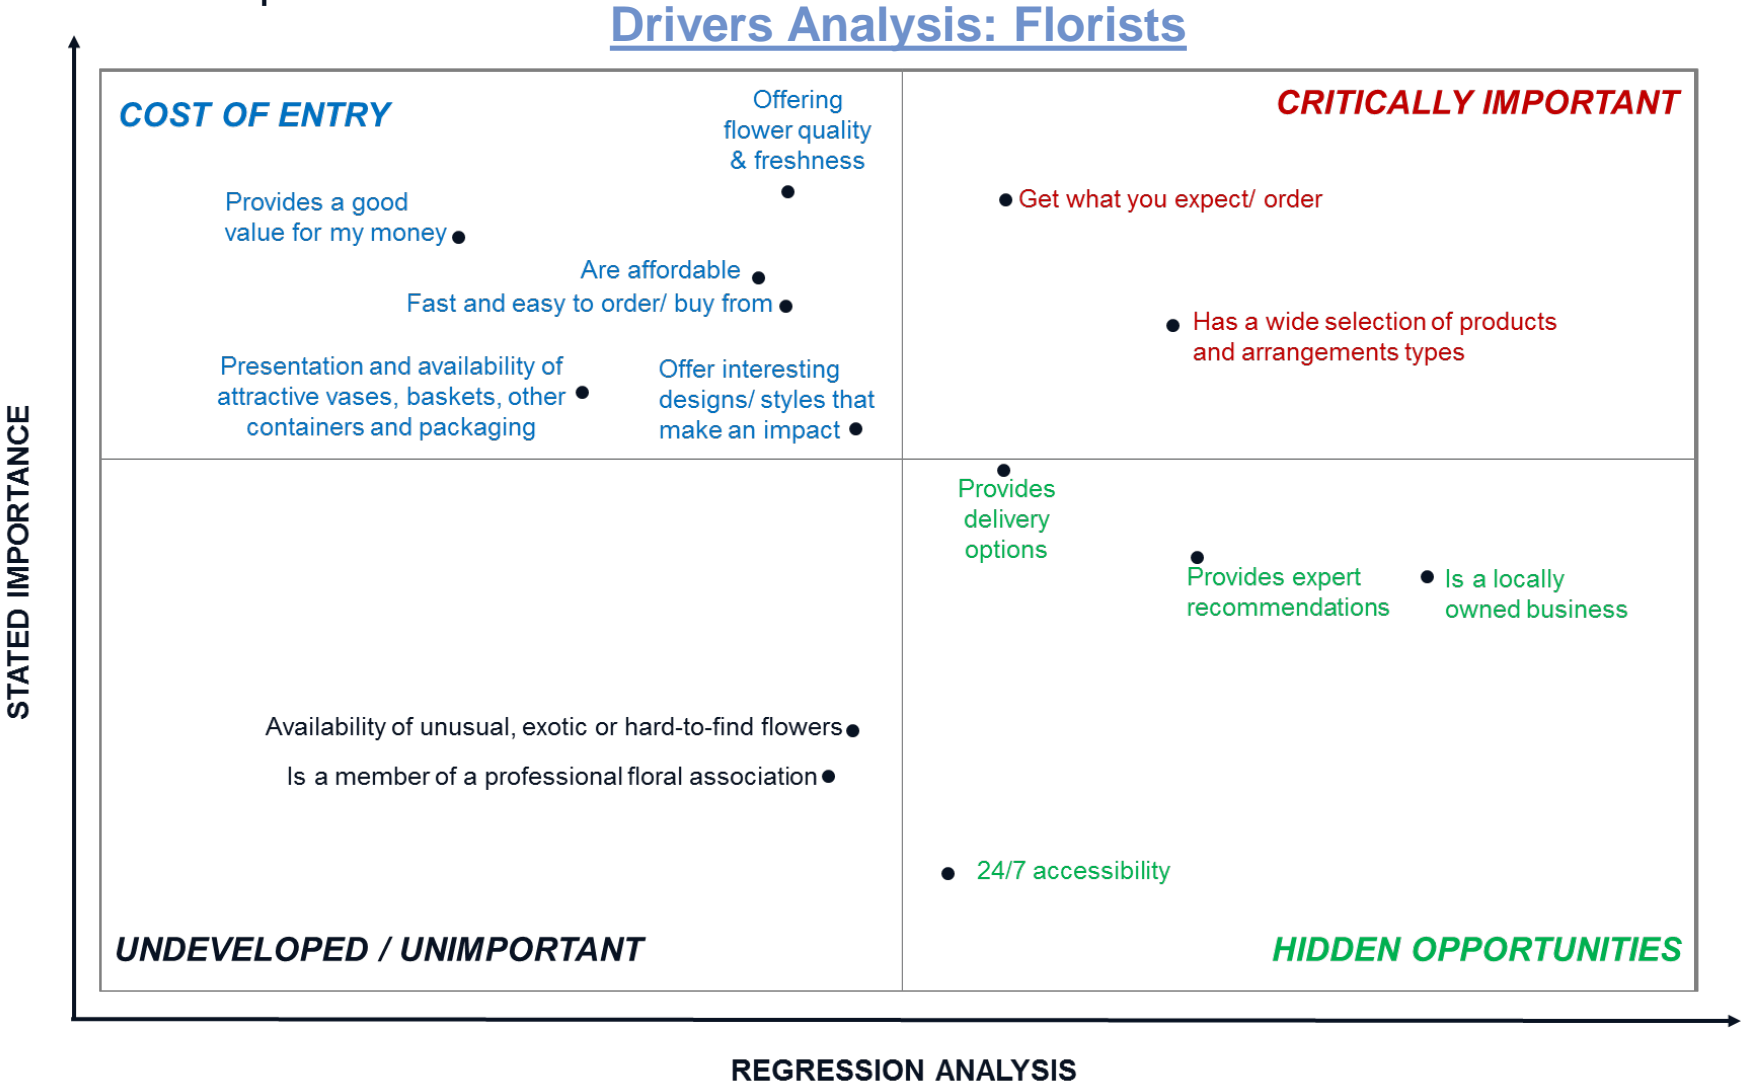 Drivers Analysis: Florists
COST OF ENTRY
CRITICALLY IMPORTANT
Offering
flower quality
& freshness
Provides a good
value for my money
Get what you expect/ order
Are affordable
Fast and easy to order/ buy from
Has a wide selection of products
and arrangements types
Presentation and availability of
attractive vases, baskets, other
containers and packaging
Offer interesting
designs/ styles that
make an impact
STATED IMPORTANCE
Provides
delivery
options
Provides expert
recommendations
Is a locally
owned business
Availability of unusual, exotic or hard-to-find flowers
Is a member of a professional floral association
24/7 accessibility
UNDEVELOPED / UNIMPORTANT
HIDDEN OPPORTUNITIES
REGRESSION ANALYSIS